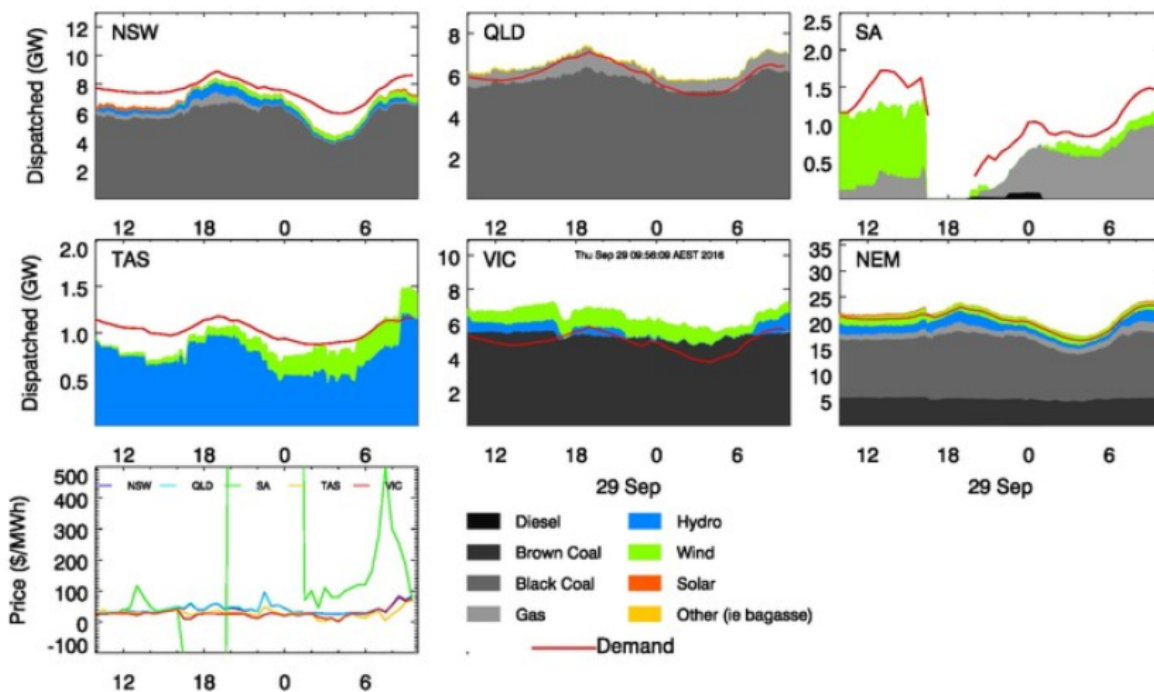 NSW
QLD
SA
Dispatched (GW)
12
10
8
6
4
2
8
6
4
2
2.5
2.0
1.5
1.0
0.5
12 18 0 6
12 18 0 6
12 18 0 6
TAS
VIC
Thu Sep 29 09:56:09 AEST 2016
NEM
Dispatched (GW)
2.0
1.5
1.0
0.5
10
8
6
4
2
35
30
25
20
15
10
5
12 18 0 6
12 18 0 6
12 18 0 6
29 Sep
29 Sep
Price ($/MWh)
500
400
300
200
100
0
-100
NSW QLD SA TAS VIC
12 18 0 6
Diesel
Brown Coal
Black Coal
Gas
Hydro
Wind
Solar
Other (ie bagasse)
Demand